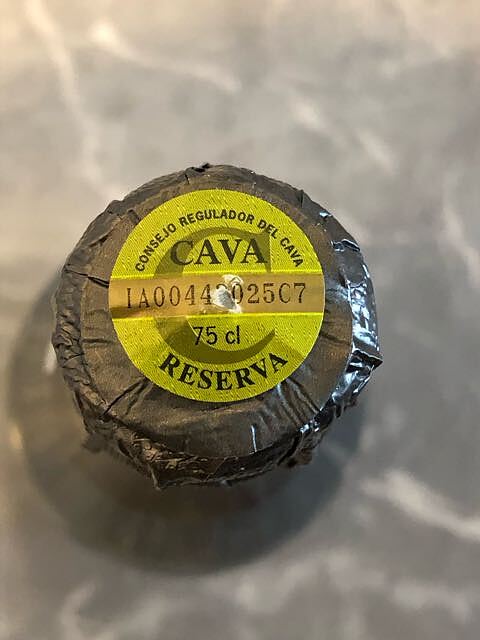 CONSEJO REGULADOR DEL CAVA
CAVA
75 cl
RESERVA